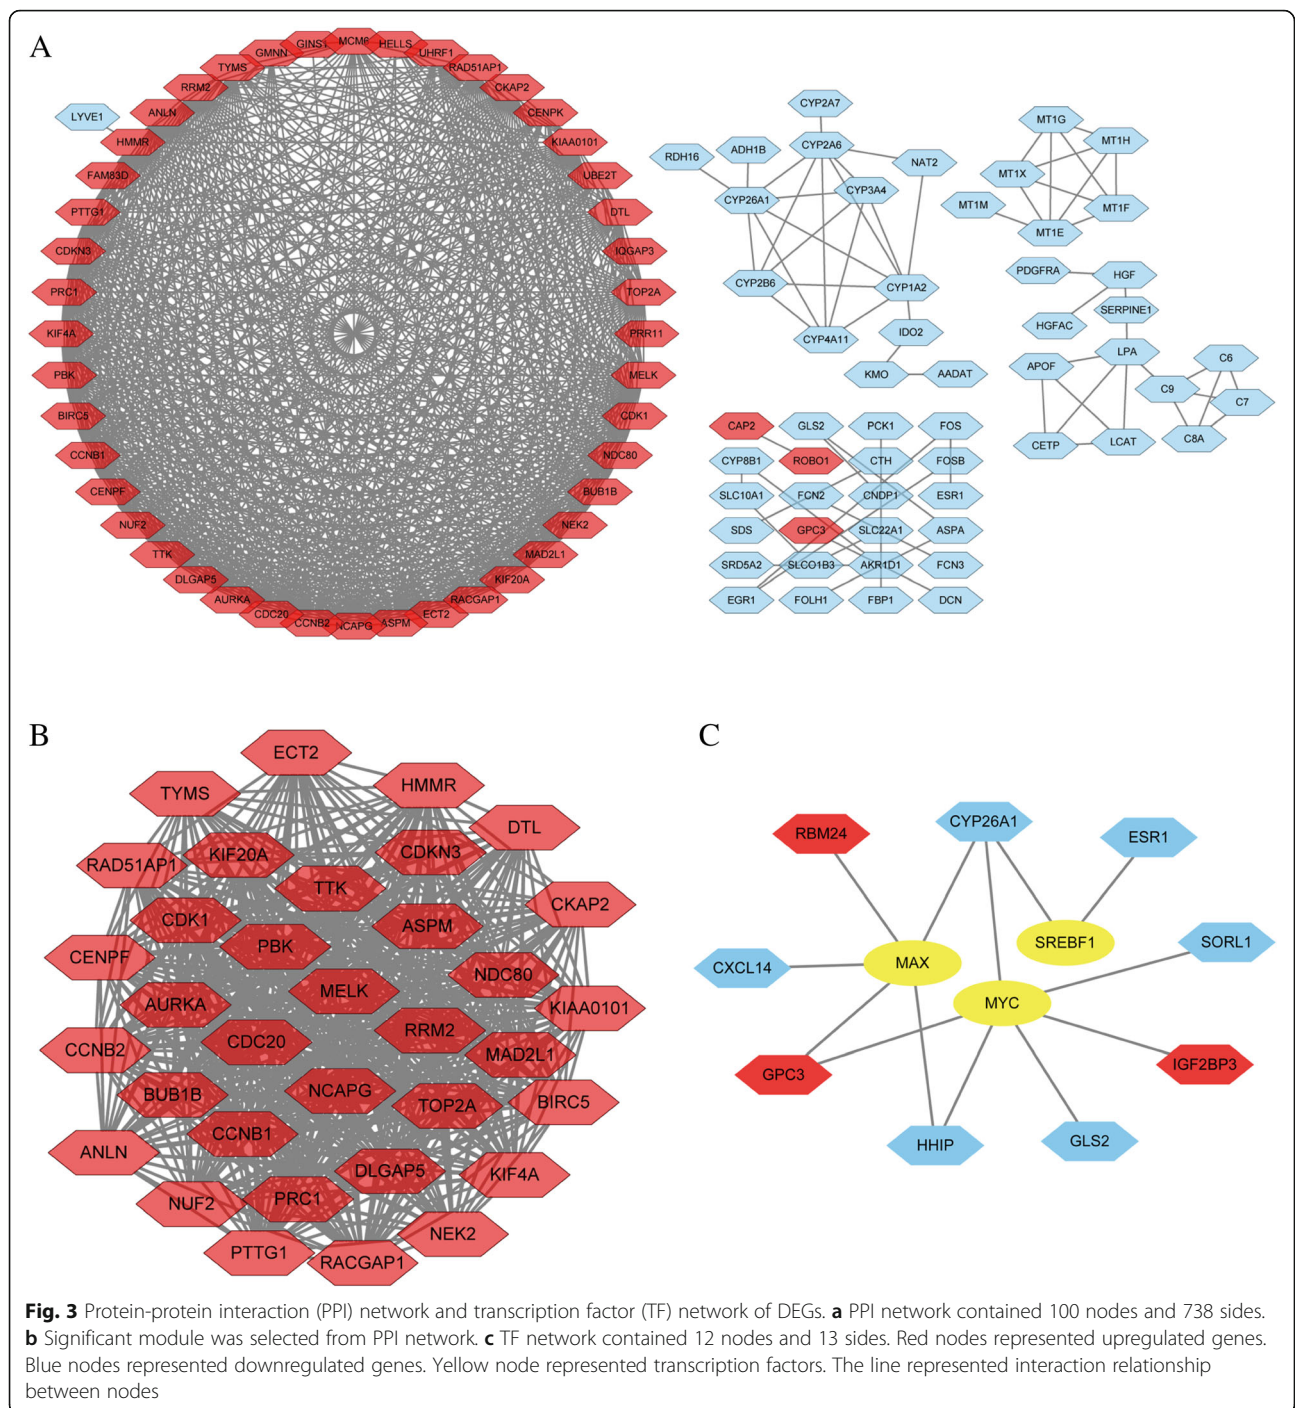 A
GINS1
MCM6
HELLS
GMNN
UHRF1
TYMS
RAD51AP1
RRM2
CKAP2
ANLN
CENPK
LYVE1
HMMR
KIAA0101
FAM83D
UBE2T
PTTG1
DTL
CDKN3
IQGAP3
PRC1
TOP2A
KIF4A
PRR11
PBK
MELK
BIRC5
CDK1
CCNB1
NDC80
CENPF
BUB1B
NUF2
NEK2
TTK
MAD2L1
DLGAP5
KIF20A
AURKA
RACGAP1
CDC20
ECT2
CCNB2
NCAPG
ASPM
CYP2A7
ADH1B
CYP2A6
RDH16
NAT2
CYP3A4
CYP26A1
CYP2B6
CYP1A2
CYP4A11
IDO2
KMO
AADAT
MT1G
MT1H
MT1X
MT1M
MT1F
MT1E
PDGFRA
HGF
SERPINE1
HGFAC
LPA
APOF
C6
C9
C7
CETP
LCAT
C8A
CAP2
GLS2
PCK1
FOS
CYP8B1
ROBO1
CTH
FOSB
SLC10A1
FCN2
CNDP1
ESR1
SDS
GPC3
SLC22A1
ASPA
SRD5A2
SLCO1B3
AKR1D1
FCN3
EGR1
FOLH1
FBP1
DCN
B
ECT2
TYMS
HMMR
DTL
RAD51AP1
KIF20A
CDKN3
TTK
CKAP2
CDK1
ASPM
PBK
CENPF
NDC80
MELK
AURKA
KIAA0101
RRM2
CDC20
CCNB2
MAD2L1
BUB1B
NCAPG
TOP2A
BIRC5
CCNB1
ANLN
DLGAP5
KIF4A
NUF2
PRC1
NEK2
PTTG1
RACGAP1
C
CYP26A1
RBM24
ESR1
SREBF1
SORL1
CXCL14
MAX
MYC
GPC3
IGF2BP3
HHIP
GLS2
Fig. 3 Protein-protein interaction (PPI) network and transcription factor (TF) network of DEGs. a PPI network contained 100 nodes and 738 sides.
b Significant module was selected from PPI network. c TF network contained 12 nodes and 13 sides. Red nodes represented upregulated genes.
Blue nodes represented downregulated genes. Yellow node represented transcription factors. The line represented interaction relationship
between nodes